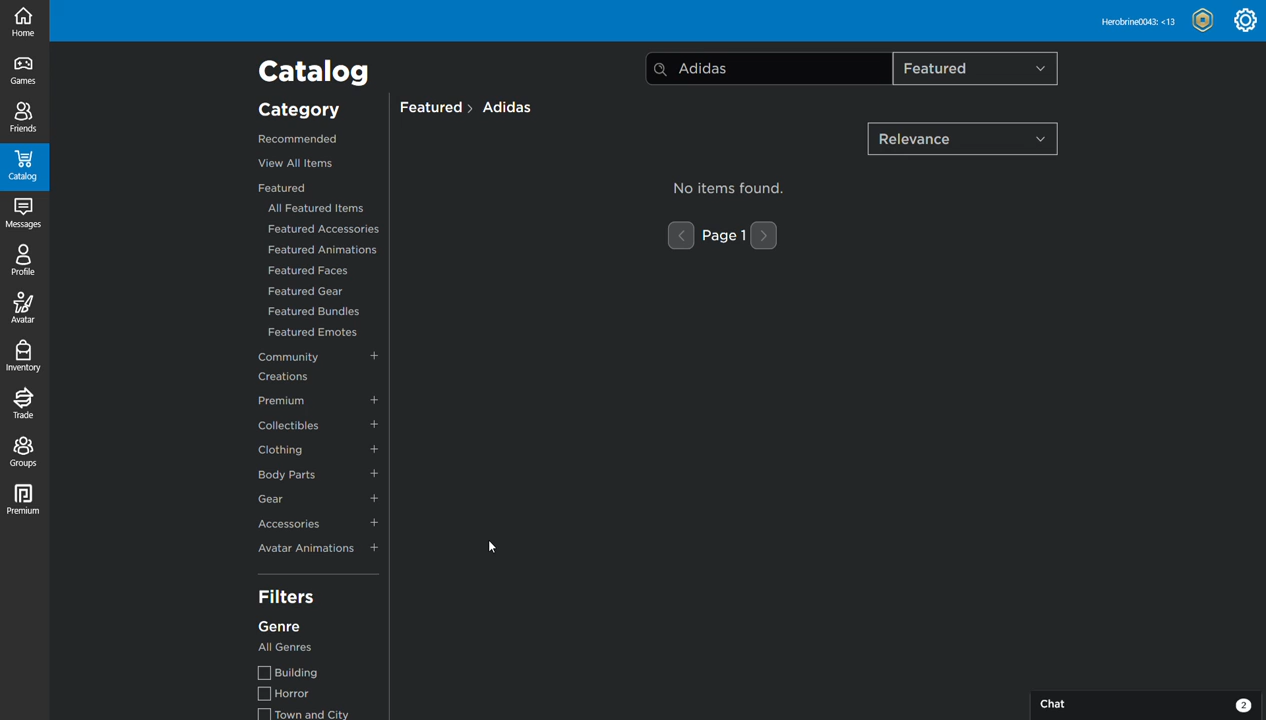 Home
Games
Friends
Catalog
Messages
Profile
Avatar
Inventory
Trade
Groups
Premium
Herobrine0043: <13
Catalog
Adidas
Featured
Category
Recommended
View All Items
Featured
All Featured Items
Featured Accessories
Featured Animations
Featured Faces
Featured Gear
Featured Bundles
Featured Emotes
Community +
Creations
Premium +
Collectibles +
Clothing +
Body Parts +
Gear +
Accessories +
Avatar Animations +
Filters
Genre
All Genres
Building
Horror
Town and City
Featured > Adidas
Relevance
No items found.
< Page 1 >
Chat 2